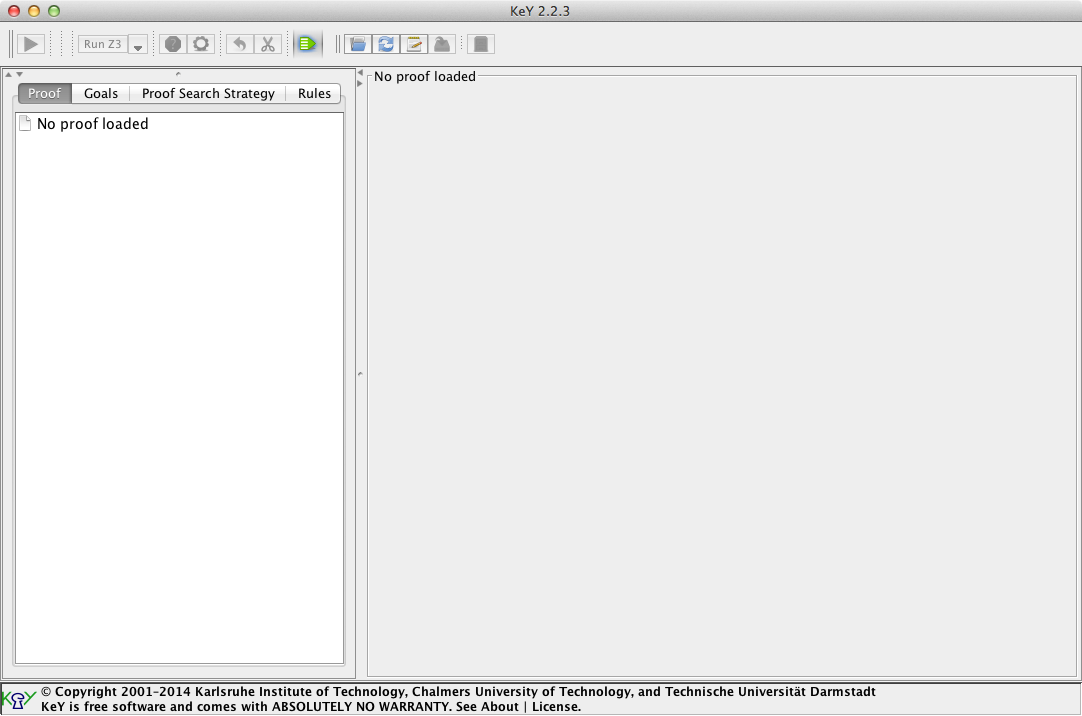 KeY 2.2.3
Run Z3
Proof Goals Proof Search Strategy Rules
No proof loaded
No proof loaded
KeY © Copyright 2001-2014 Karlsruhe Institute of Technology, Chalmers University of Technology, and Technische Universität Darmstadt
KeY is free software and comes with ABSOLUTELY NO WARRANTY. See About | License.